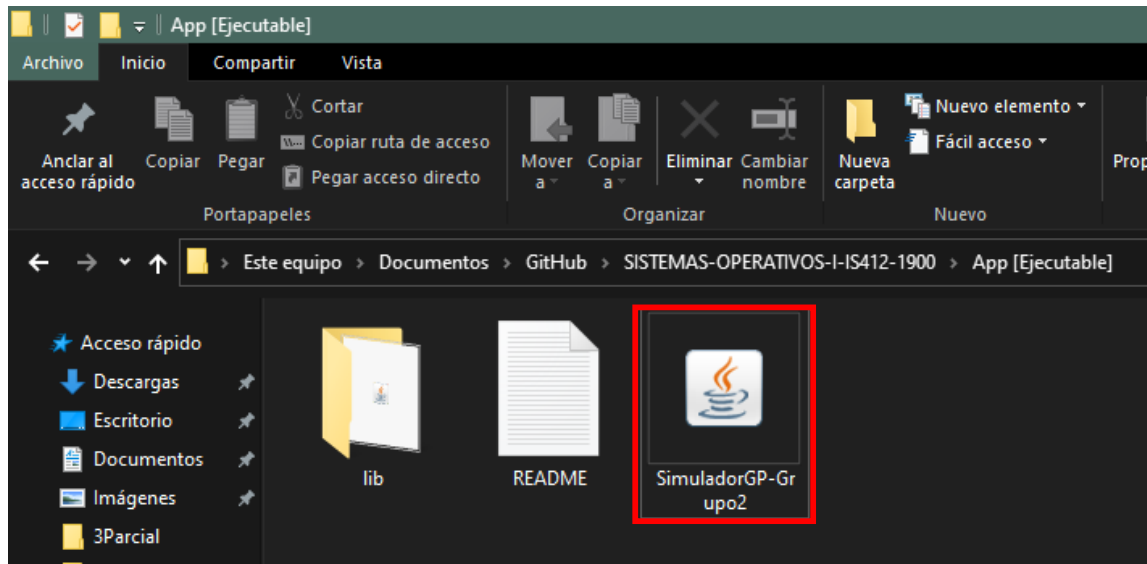 App [Ejecutable]
Archivo Inicio Compartir Vista
Anclar al
acceso rápido
Copiar
Pegar
Cortar
Copiar ruta de acceso
Pegar acceso directo
Mover
a
Copiar
a
Eliminar
Cambiar
nombre
Nueva
carpeta
Nuevo elemento
Fácil acceso
Prop
Portapapeles
Organizar
Nuevo
Este equipo > Documentos > GitHub > SISTEMAS-OPERATIVOS-I-IS412-1900 > App [Ejecutable]
Acceso rápido
Descargas
Escritorio
Documentos
Imágenes
3Parcial
lib
README
SimuladorGP-Gr
upo2